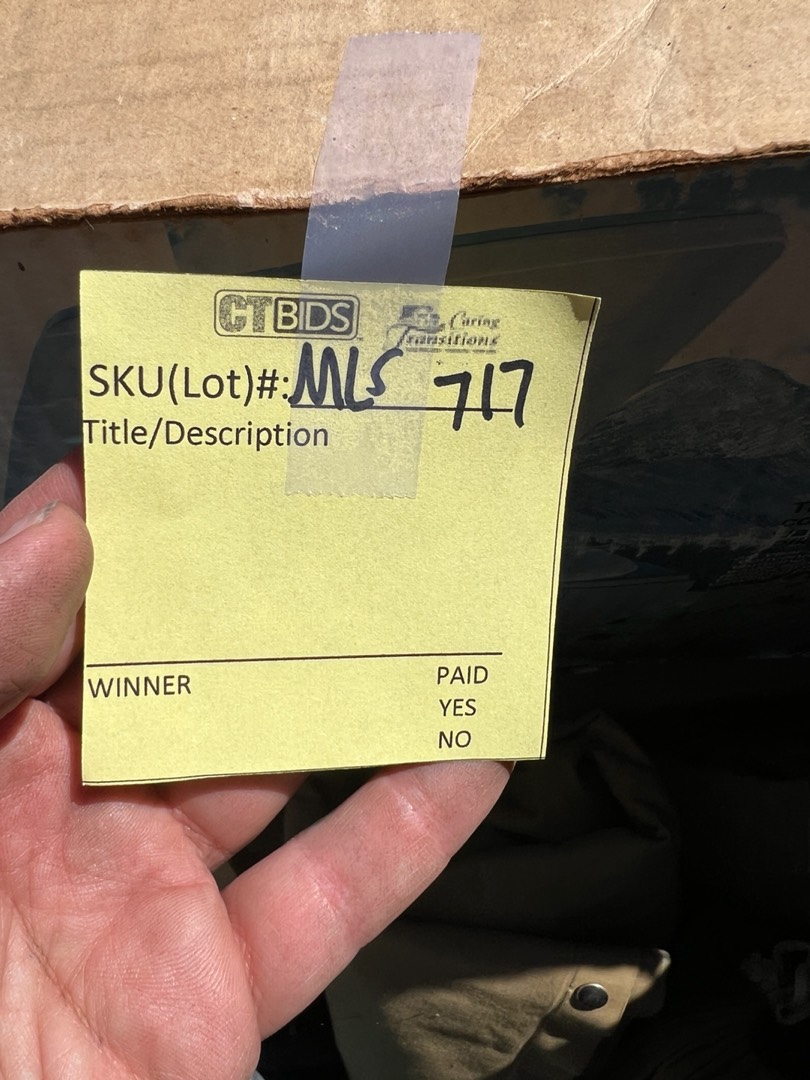 CTBIDS
Caring
Transitions
SKU(Lot)#: MLS 717
Title/Description
WINNER PAID
YES
NO